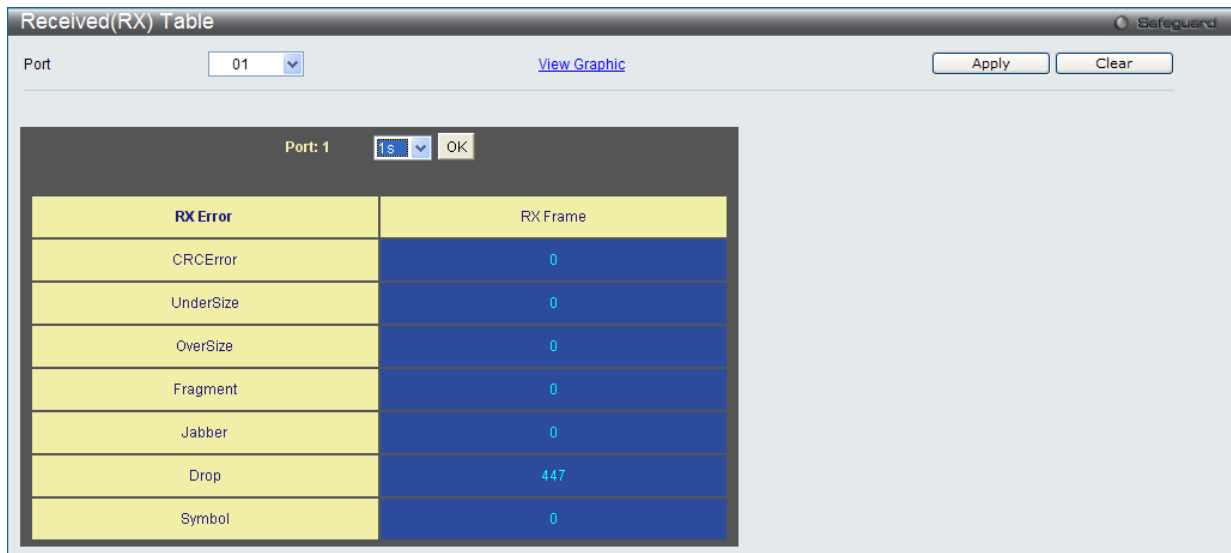 Received(RX) Table
Safeguard
Port 01 View Graphic Apply Clear
Port: 1 1s OK
RX Error RX Frame
CRCError 0
UnderSize 0
OverSize 0
Fragment 0
Jabber 0
Drop 447
Symbol 0